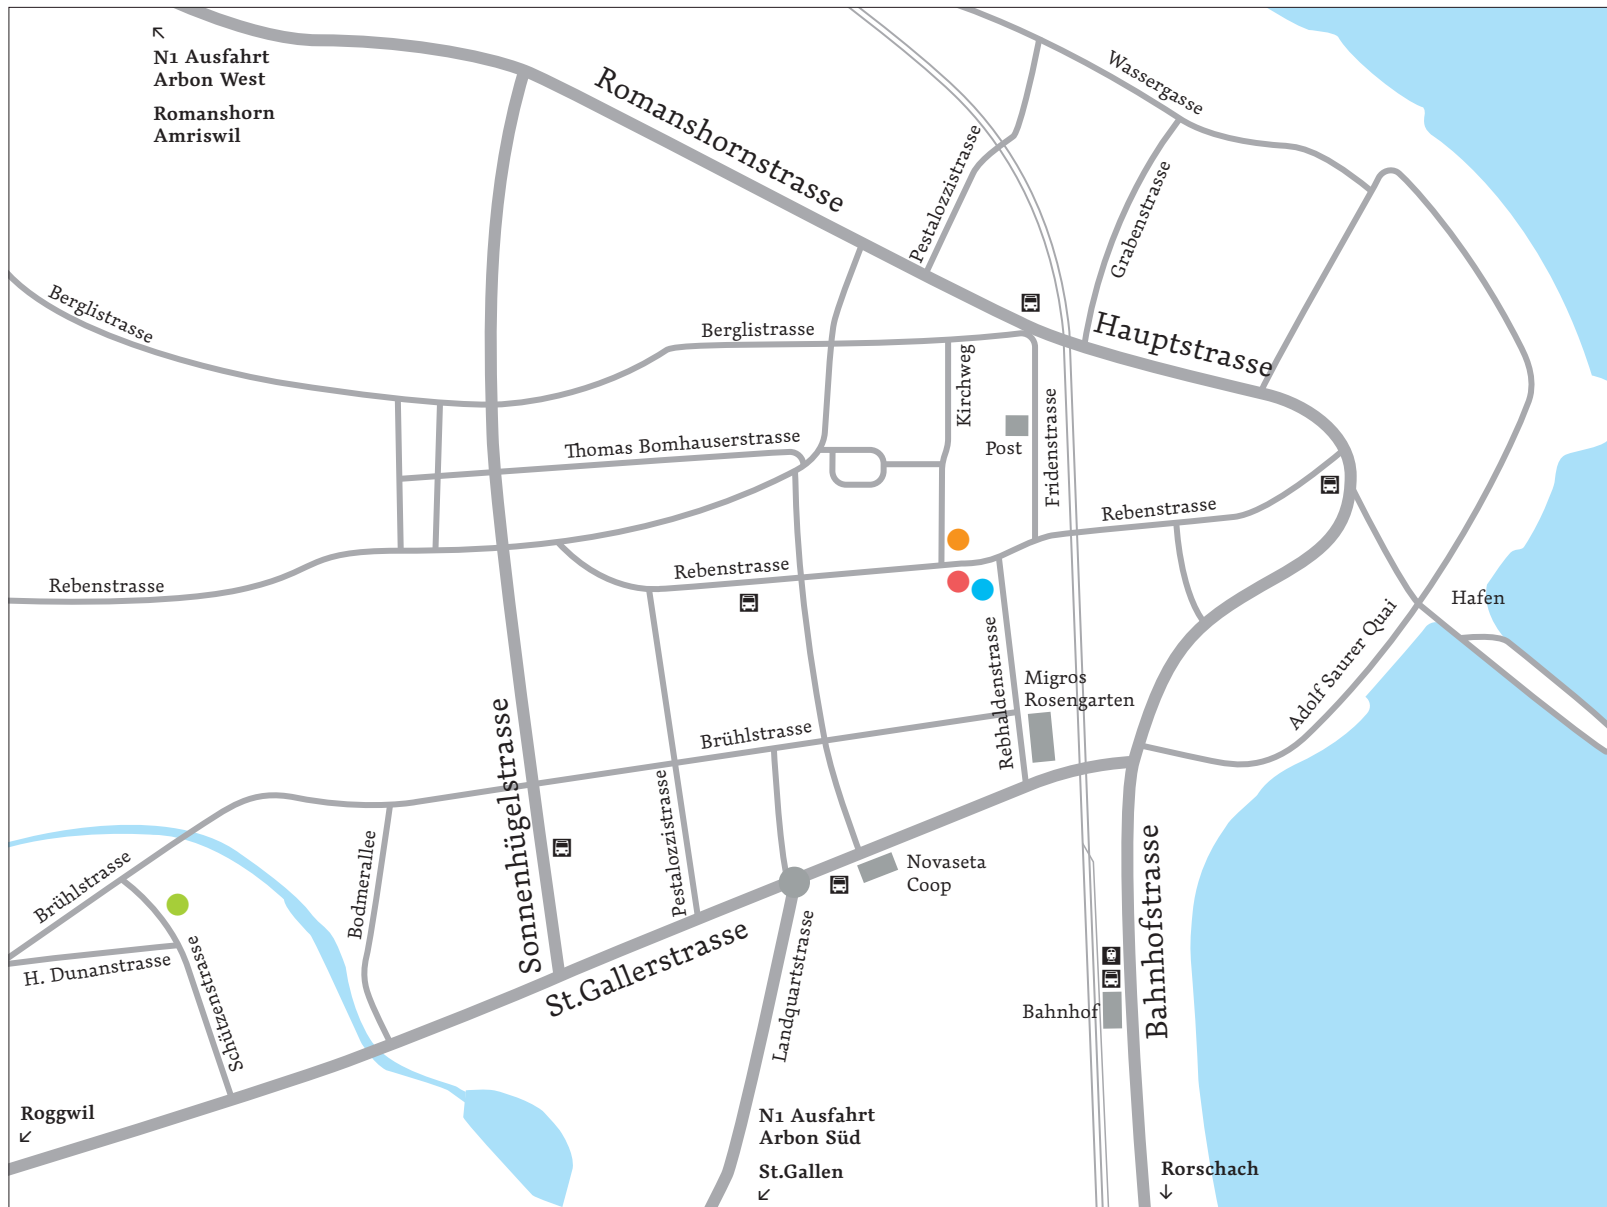 N1 Ausfahrt
Arbon West
Romanshorn
Amriswil
Romanshornstrasse
Wassergasse
Pestalozzistrasse
Grabenstrasse
Berglistrasse
Berglistrasse
Hauptstrasse
Kirchweg
Thomas Bomhauserstrasse
Post
Fridenstrasse
Rebenstrasse
Rebenstrasse
Rebenstrasse
Hafen
Adolf Saurer Quai
Rebhaldenstrasse
Migros
Rosengarten
Brühlstrasse
Sonnenhügelstrasse
Pestalozzistrasse
Bodmerallee
Brühlstrasse
Novaseta
Coop
H. Dunanstrasse
Schützenstrasse
St.Gallerstrasse
Landquartstrasse
Bahnhof
Bahnhofstrasse
Roggwil
N1 Ausfahrt
Arbon Süd
St.Gallen
Rorschach